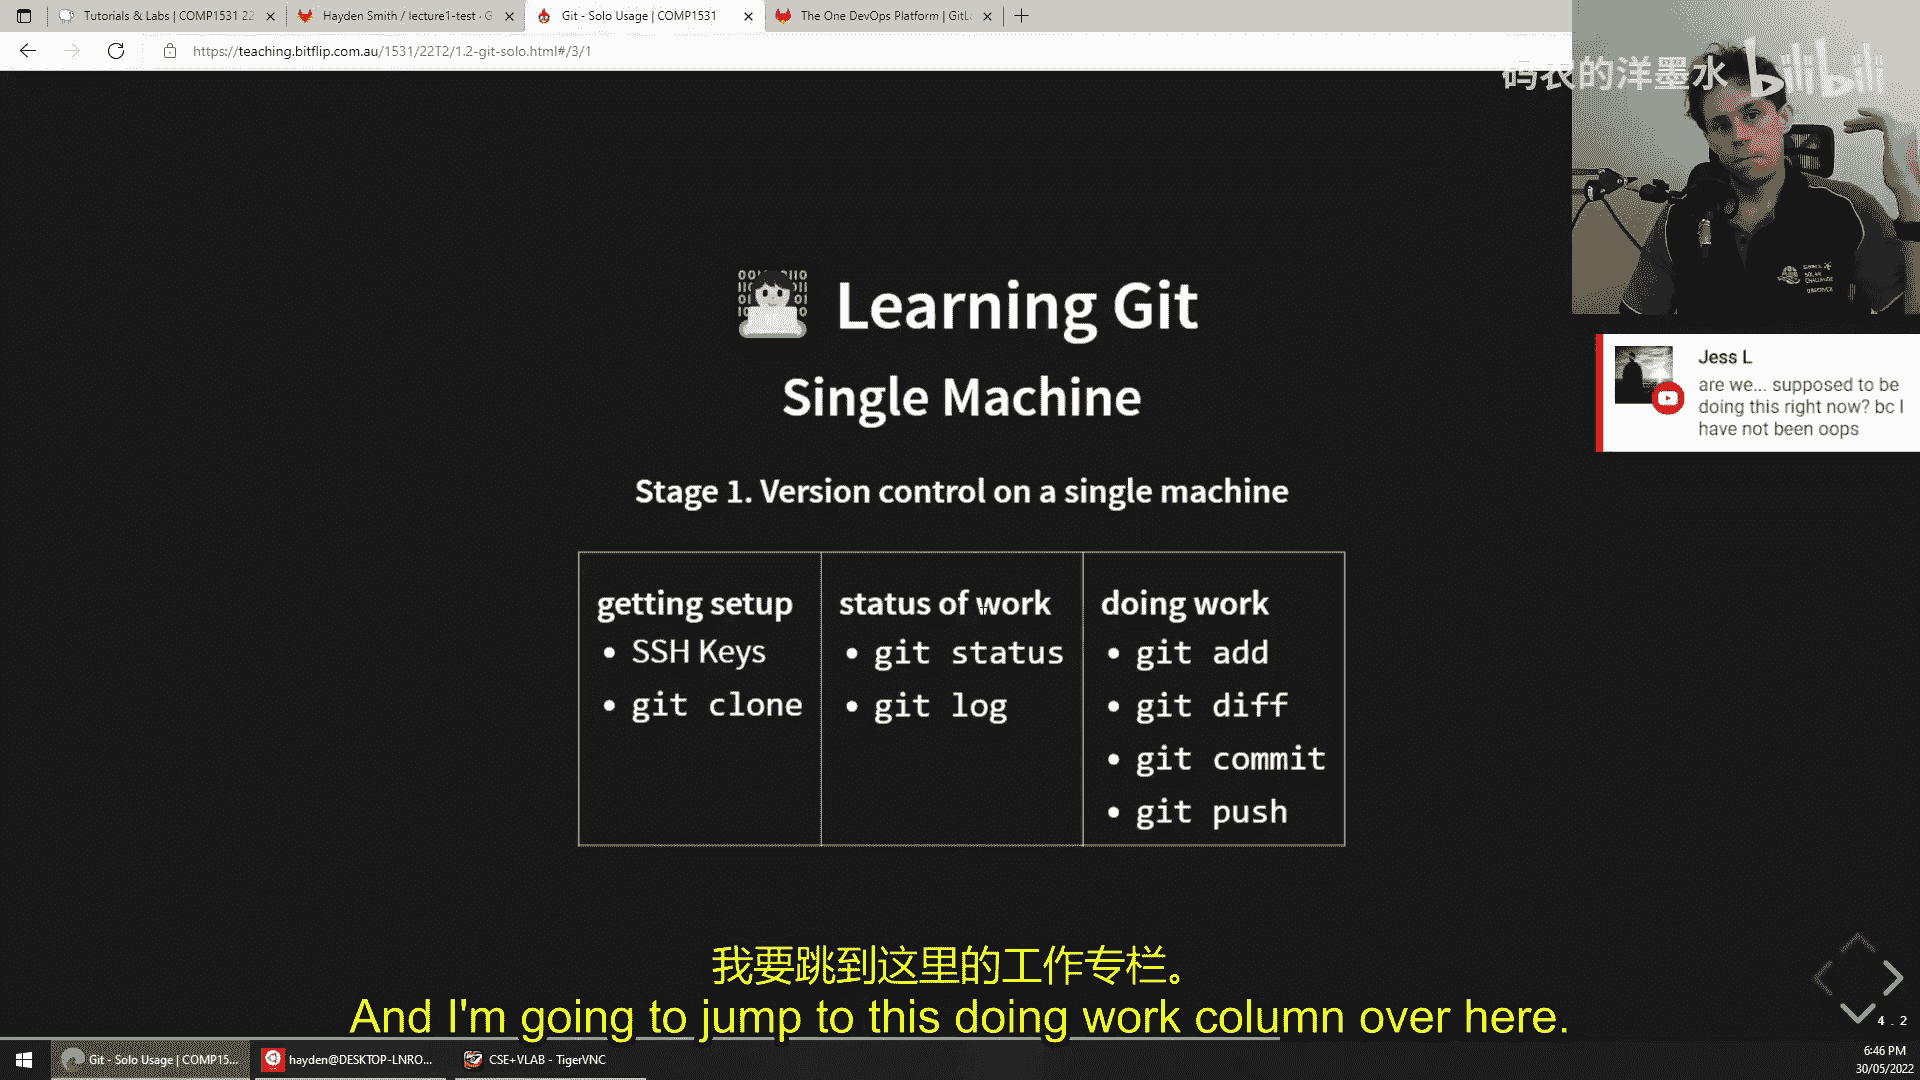 Tutorials & Labs | COMP1531 22
Hayden Smith / lecture1-test · G
Git - Solo Usage | COMP1531
The One DevOps Platform | GitL
https://teaching.bitflip.com.au/1531/22T2/1.2-git-solo.html#/3/1
码农的洋墨水 bilibili
Learning Git
Single Machine
Jess L
are we... supposed to be
doing this right now? bc I
have not been oops
Stage 1. Version control on a single machine
getting setup
• SSH Keys
• git clone
status of work
• git status
• git log
doing work
• git add
• git diff
• git commit
• git push
我要跳到这里的工作专栏。
And I'm going to jump to this doing work column over here.
4 . 2
Git - Solo Usage | COMP15...
hayden@DESKTOP-LNRO...
CSE+VLAB - TigerVNC
6:46 PM
30/05/2022